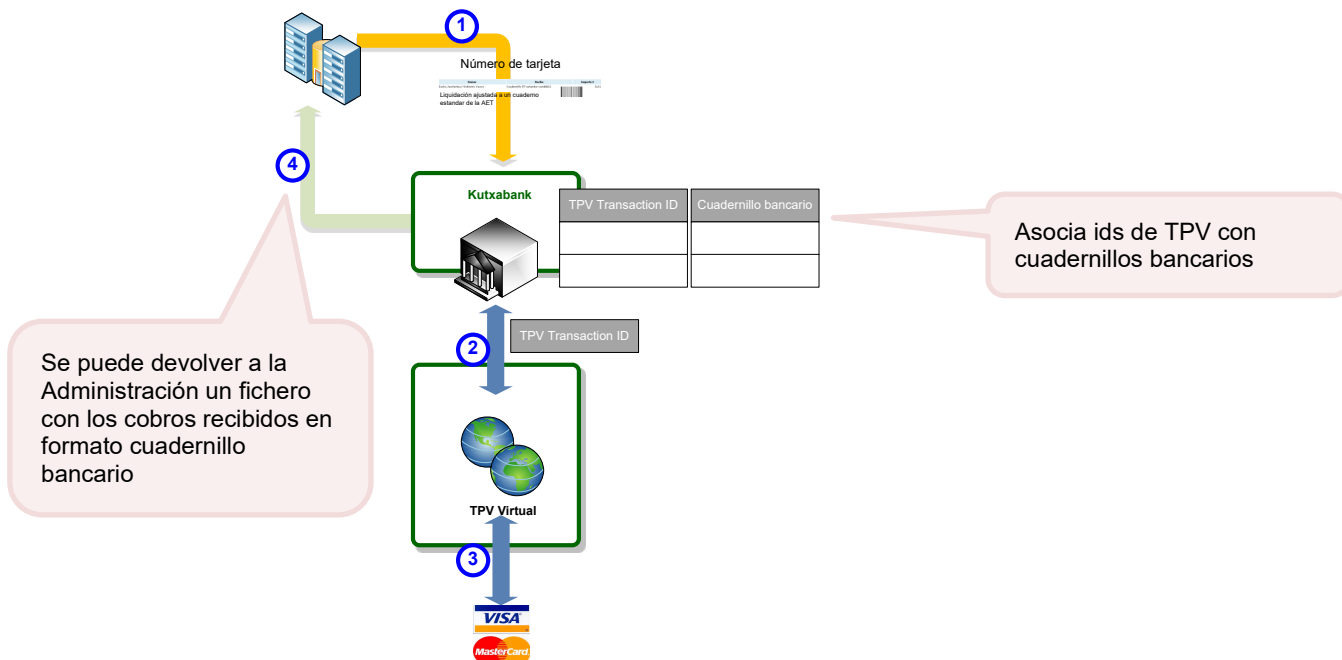 1
Número de tarjeta
Liquidación ajustada a un cuaderno
estandar de la AET
4
Kutxabank
TPV Transaction ID
Cuadernillo bancario
Asocia ids de TPV con
cuadernillos bancarios
TPV Transaction ID
2
Se puede devolver a la
Administración un fichero
con los cobros recibidos en
formato cuadernillo
bancario
TPV Virtual
3
VISA
MasterCard